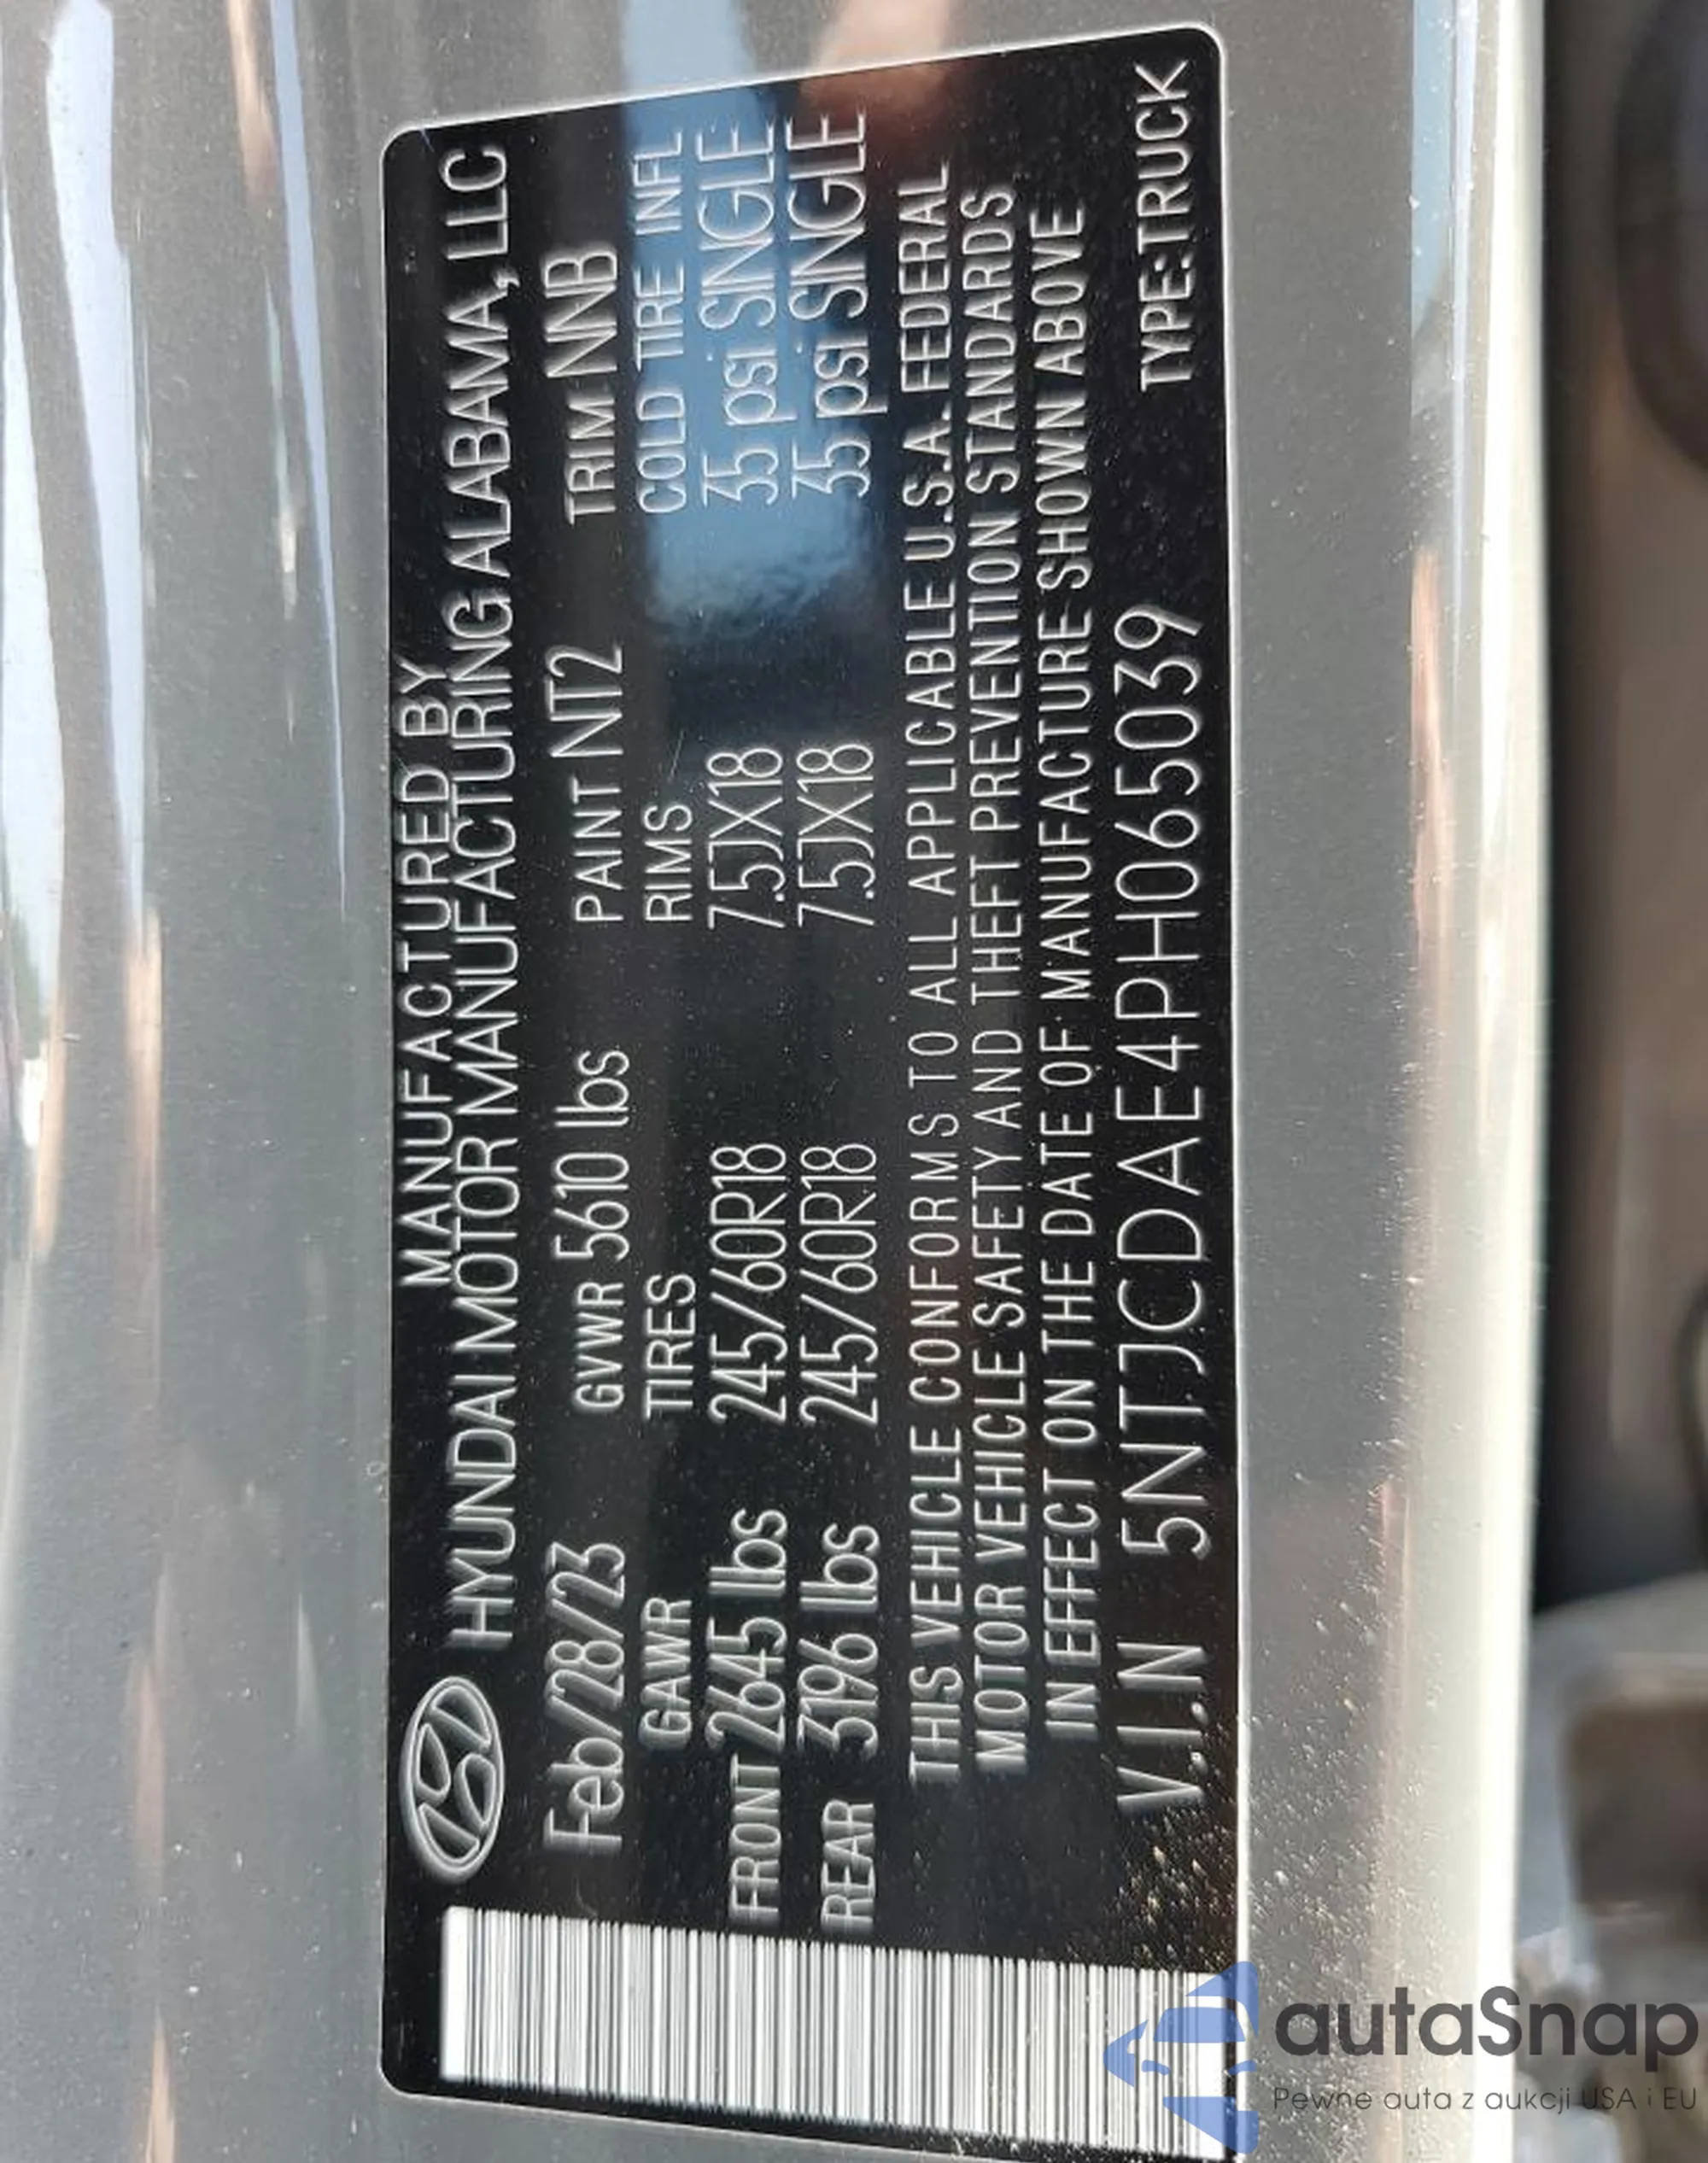 MANUFACTURED BY
HYUNDAI MOTOR MANUFACTURING ALABAMA, LLC
Feb/28/23 GVWR 5610 lbs PAINT NT2 TRIM NNB
GAWR TIRES RIMS COLD TIRE INFL
FRONT 2645 lbs 245/60R18 7.5JX18 35 psi SINGLE
REAR 3196 lbs 245/60R18 7.5JX18 35 psi SINGLE
THIS VEHICLE CONFORMS TO ALL APPLICABLE U.S.A. FEDERAL
MOTOR VEHICLE SAFETY AND THEFT PREVENTION STANDARDS
IN EFFECT ON THE DATE OF MANUFACTURE SHOWN ABOVE
V.I.N 5NTJCDAE4PH065039 TYPE:TRUCK
autaSnap
Pewne auta z aukcji USA i EU